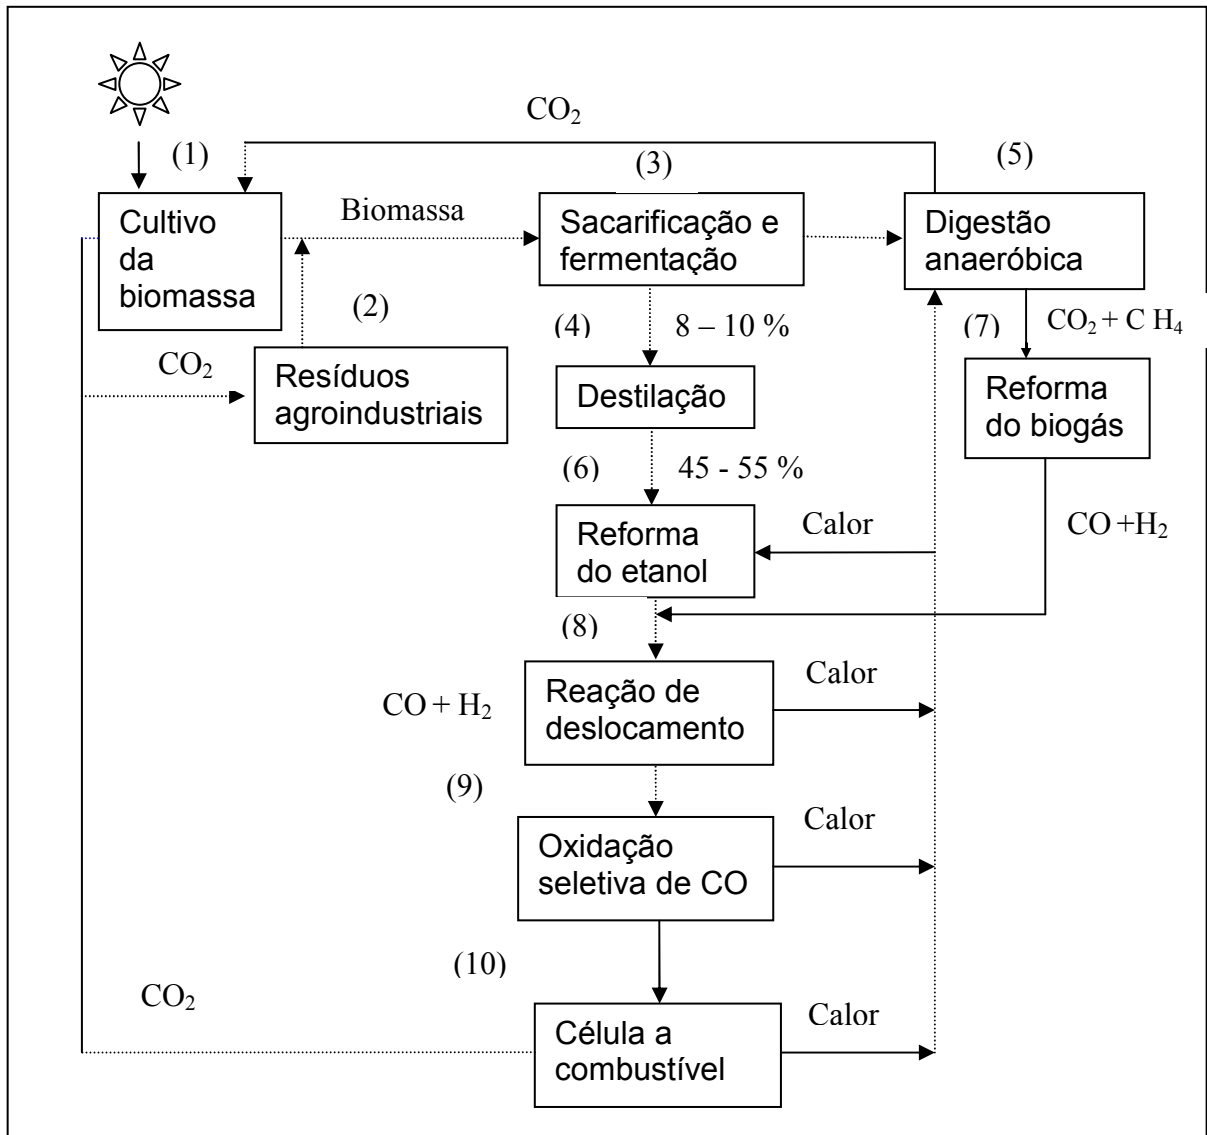 CO₂
(1)
(3)
(5)
Cultivo
da
biomassa
Biomassa
Sacarificação e
fermentação
Digestão
anaeróbica
(2)
(4)
8 – 10 %
(7)
CO₂ + C H₄
CO₂
Resíduos
agroindustriais
Destilação
Reforma
do biogás
(6)
45 - 55 %
Reforma
do etanol
Calor
CO +H₂
(8)
CO + H₂
Reação de
deslocamento
Calor
(9)
Oxidação
seletiva de CO
Calor
(10)
CO₂
Célula a
combustível
Calor